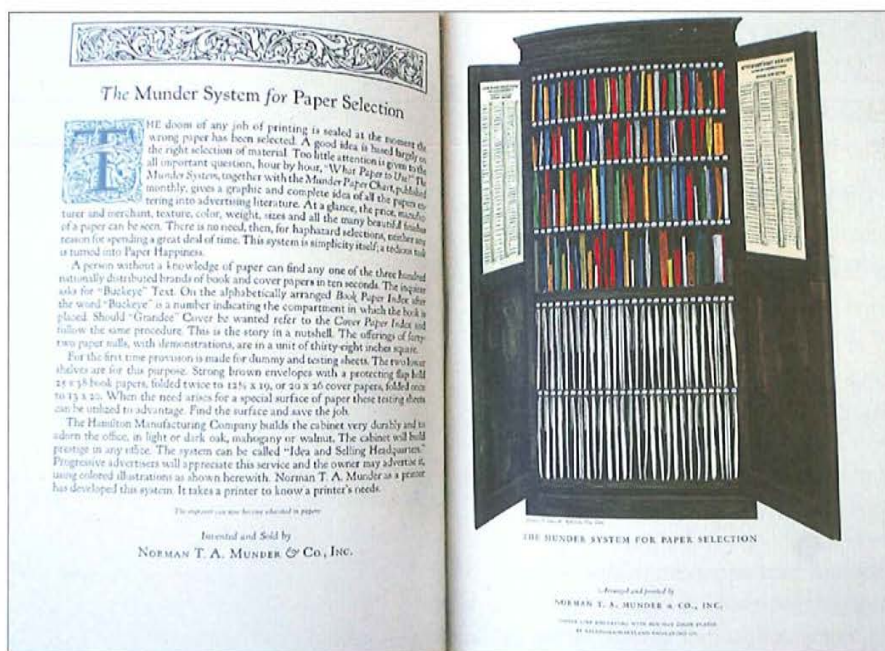 The Munder System for Paper Selection
THE doom of any job of printing is sealed at the moment the
wrong paper has been selected. A good idea is based largely on
the right selection of material. Too little attention is given to the
all important question, hour by hour, "What Paper to Use?" The
Munder System, together with the Munder Paper Chart, published
monthly, gives a graphic and complete idea of all the papers en-
tering into advertising literature. At a glance, the price, manufac-
turer and merchant, texture, color, weight, sizes and all the many beautiful finishes
of a paper can be seen. There is no need, then, for haphazard selections, neither any
reason for spending a great deal of time. This system is simplicity itself; a tedious task
is turned into Paper Happiness.
A person without a knowledge of paper can find any one of the three hundred
nationally distributed brands of book and cover papers in ten seconds. The inquirer
asks for "Buckeye" Text. On the alphabetically arranged Book Paper Index after
the word "Buckeye" is a number indicating the compartment in which the book is
placed. Should "Grandee" Cover be wanted refer to the Cover Paper Index and
follow the same procedure. This is the story in a nutshell. The offerings of forty-
two paper mills, with demonstrations, are in a unit of thirty-eight inches square.
For the first time provision is made for dummy and testing sheets. The two lower
shelves are for this purpose. Strong brown envelopes with a protecting flap hold
25 x 38 book papers, folded twice to 12½ x 19, or 20 x 26 cover papers, folded once
to 13 x 20. When the need arises for a special surface of paper these testing sheets
can be utilized to advantage. Find the surface and save the job.
The Hamilton Manufacturing Company builds the cabinet very durably and to
adorn the office, in light or dark oak, mahogany or walnut. The cabinet will build
prestige in any office. The system can be called "Idea and Selling Headquarters."
Progressive advertisers will appreciate this service and the owner may advertise it,
using colored illustrations as shown herewith. Norman T. A. Munder as a printer
has developed this system. It takes a printer to know a printer's needs.
The engraver can now become educated in papers
Invented and Sold by
NORMAN T. A. MUNDER & CO., INC.
THE MUNDER SYSTEM FOR PAPER SELECTION
Arranged and printed by
NORMAN T. A. MUNDER & CO., INC.